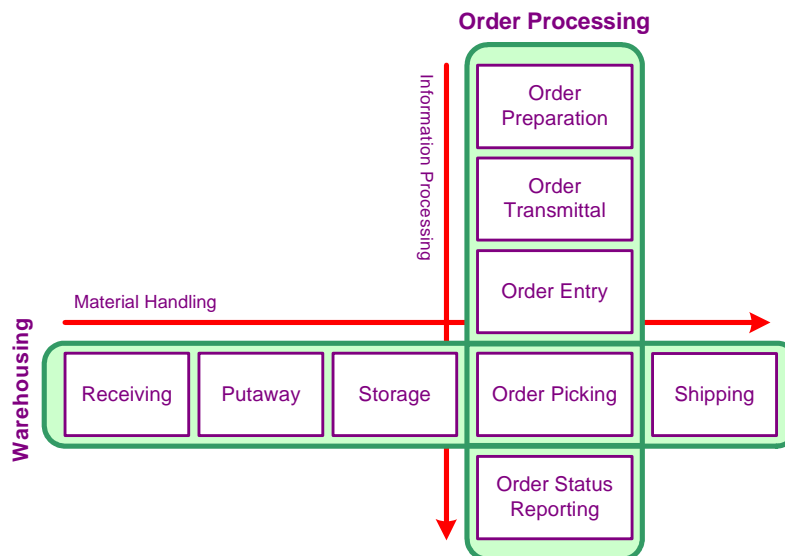 Order Processing
Information Processing
Order
Preparation
Order
Transmittal
Order Entry
Material Handling
Warehousing
Receiving
Putaway
Storage
Order Picking
Shipping
Order Status
Reporting